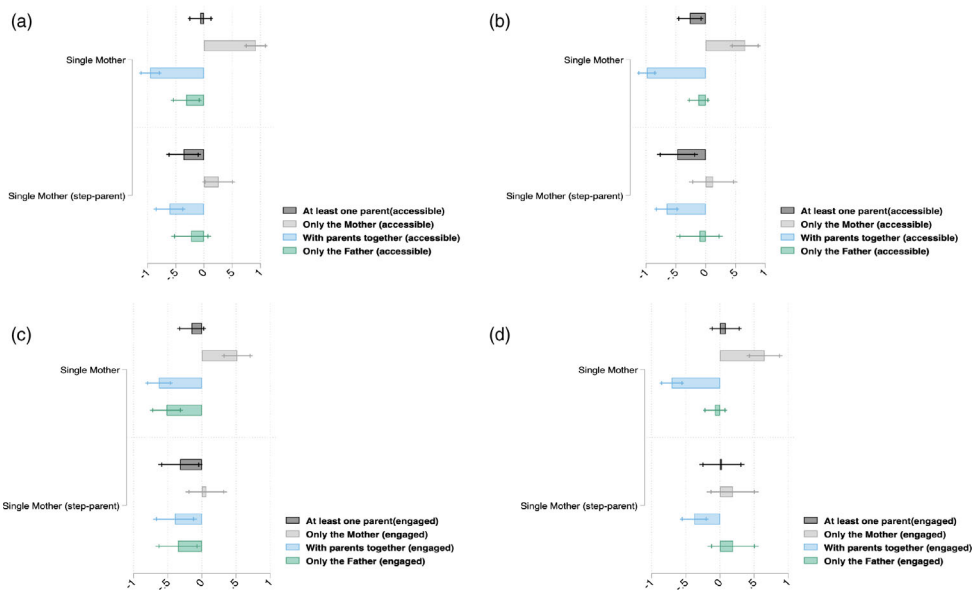 (a)
Single Mother
Single Mother (step-parent)
At least one parent(accessible)
Only the Mother (accessible)
With parents together (accessible)
Only the Father (accessible)
-1
-.5
0
.5
1
(b)
Single Mother
Single Mother (step-parent)
At least one parent(accessible)
Only the Mother (accessible)
With parents together (accessible)
Only the Father (accessible)
-1
-.5
0
.5
1
(c)
Single Mother
Single Mother (step-parent)
At least one parent(engaged)
Only the Mother (engaged)
With parents together (engaged)
Only the Father (engaged)
-1
-.5
0
.5
1
(d)
Single Mother
Single Mother (step-parent)
At least one parent(engaged)
Only the Mother (engaged)
With parents together (engaged)
Only the Father (engaged)
-1
-.5
0
.5
1